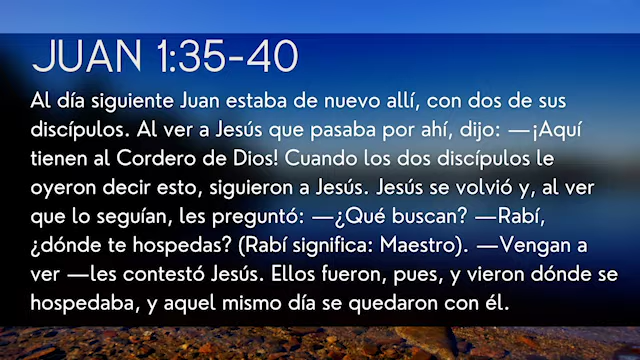 JUAN 1:35-40
Al día siguiente Juan estaba de nuevo allí, con dos de sus
discípulos. Al ver a Jesús que pasaba por ahí, dijo: —¡Aquí
tienen al Cordero de Dios! Cuando los dos discípulos le
oyeron decir esto, siguieron a Jesús. Jesús se volvió y, al ver
que lo seguían, les preguntó: —¿Qué buscan? —Rabí,
¿dónde te hospedas? (Rabí significa: Maestro). —Vengan a
ver —les contestó Jesús. Ellos fueron, pues, y vieron dónde se
hospedaba, y aquel mismo día se quedaron con él.